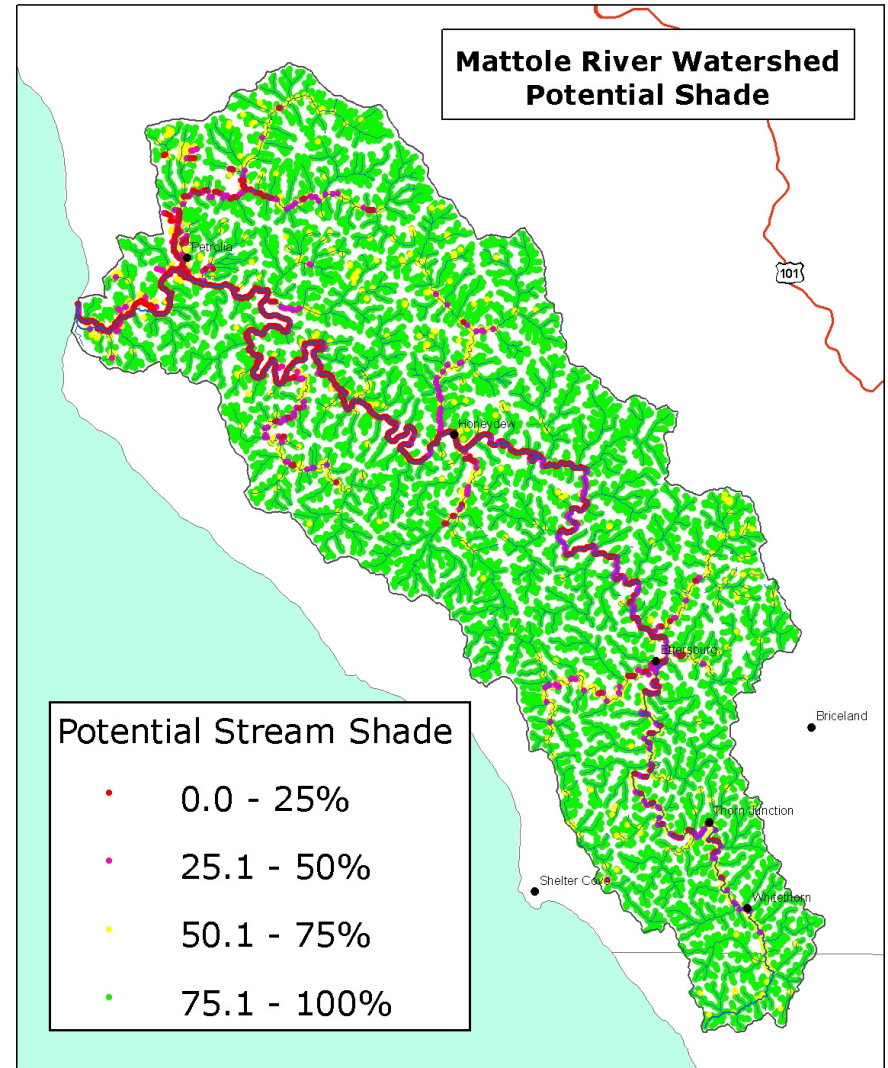 Mattole River Watershed
Potential Shade
101
Petrolia
Honeydew
Ettersburg
Briceland
Thorn Junction
Shelter Cove
Whitethorn
Potential Stream Shade
0.0 - 25%
25.1 - 50%
50.1 - 75%
75.1 - 100%